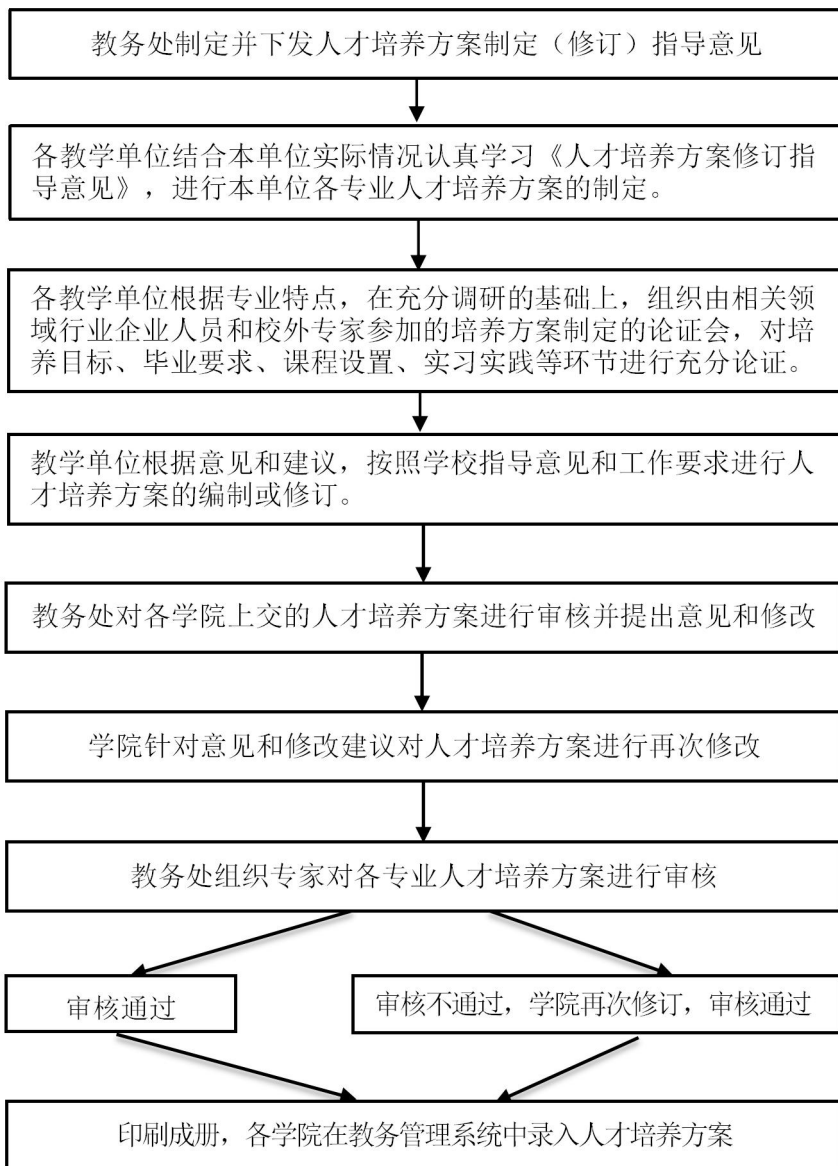 教务处制定并下发人才培养方案制定（修订）指导意见
各教学单位结合本单位实际情况认真学习《人才培养方案修订指
导意见》，进行本单位各专业人才培养方案的制定。
各教学单位根据专业特点，在充分调研的基础上，组织由相关领
域行业企业人员和校外专家参加的培养方案制定的论证会，对培
养目标、毕业要求、课程设置、实习实践等环节进行充分论证。
教学单位根据意见和建议，按照学校指导意见和工作要求进行人
才培养方案的编制或修订。
教务处对各学院上交的人才培养方案进行审核并提出意见和修改
学院针对意见和修改建议对人才培养方案进行再次修改
教务处组织专家对各专业人才培养方案进行审核
审核通过
审核不通过，学院再次修订，审核通过
印刷成册，各学院在教务管理系统中录入人才培养方案